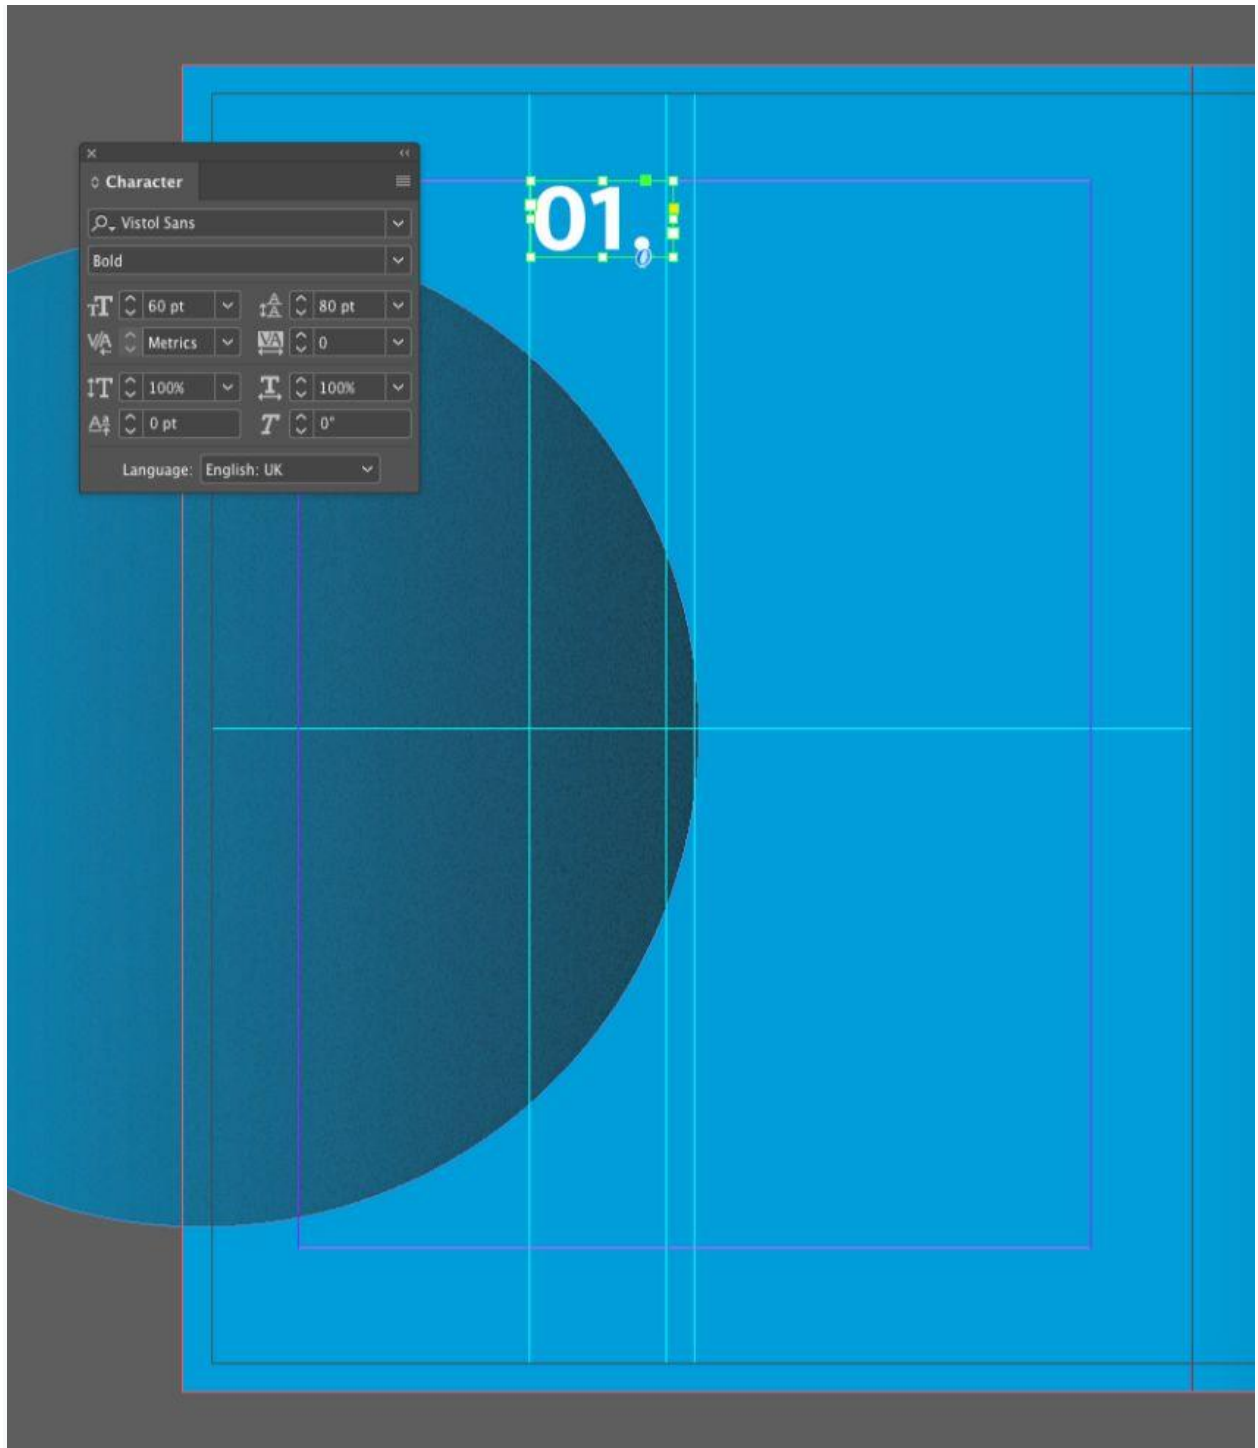 Character
01.
Vistol Sans
Bold
60 pt 80 pt
Metrics 0
100% 100%
0 pt 0°
Language: English: UK